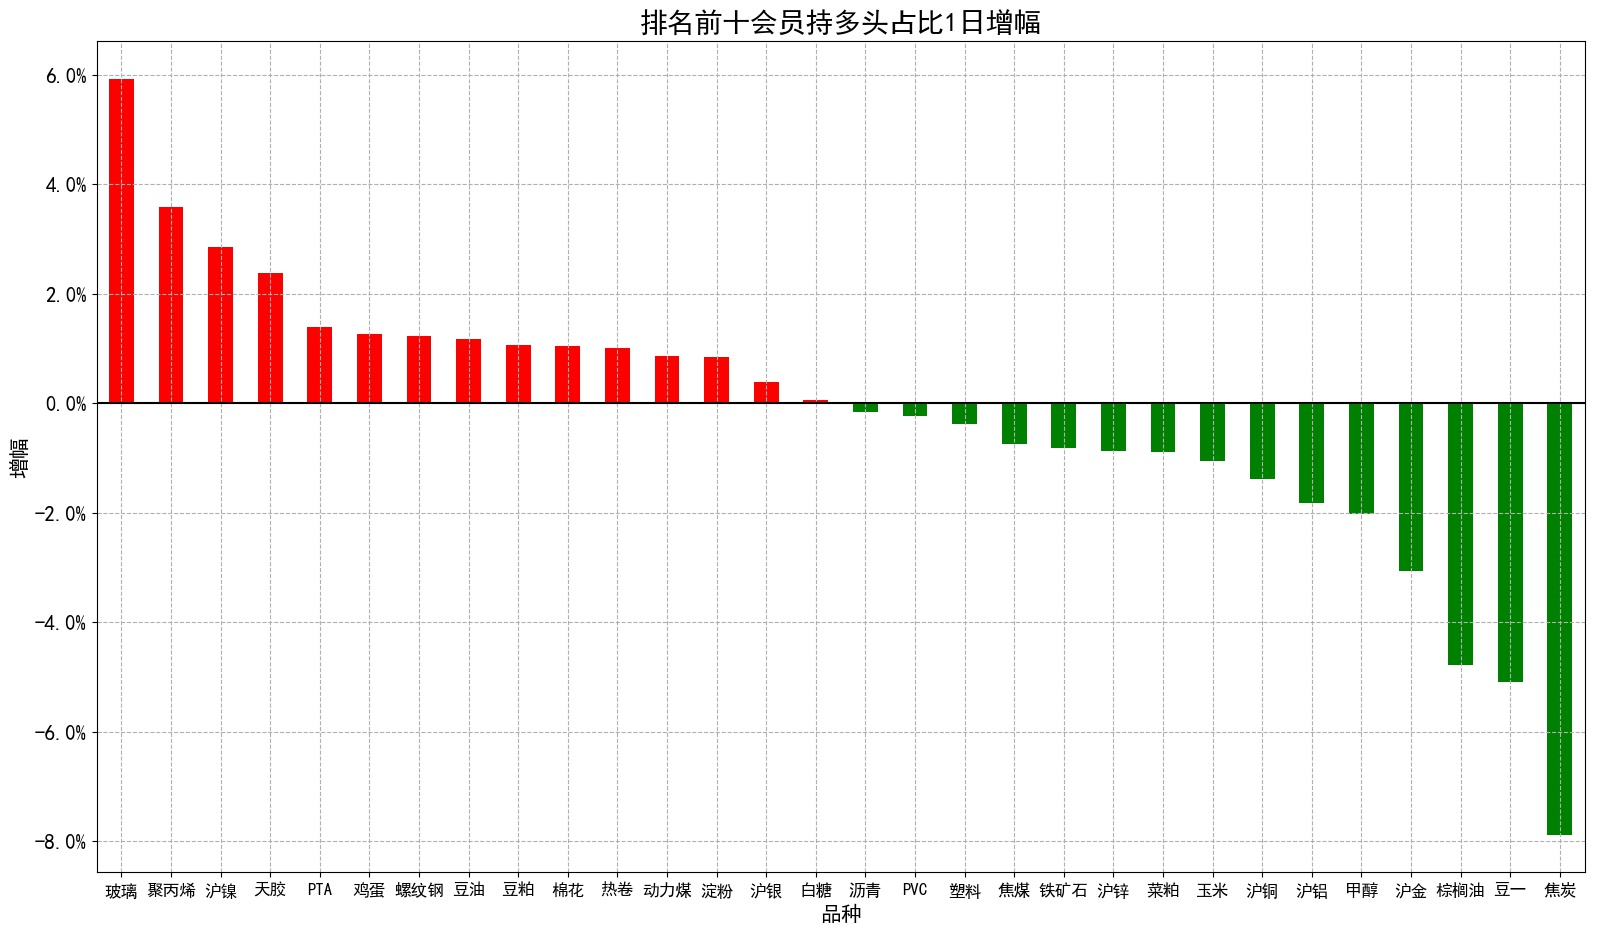 排名前十会员持多头占比1日增幅
6.0%
4.0%
2.0%
0.0%
-2.0%
-4.0%
-6.0%
-8.0%
增幅
玻璃 聚丙烯 沪镍 天胶 PTA 鸡蛋 螺纹钢 豆油 豆粕 棉花 热卷 动力煤 淀粉 沪银 白糖 沥青 PVC 塑料 焦煤 铁矿石 沪锌 菜粕 玉米 沪铜 沪铝 甲醇 沪金 棕榈油 豆一 焦炭
品种